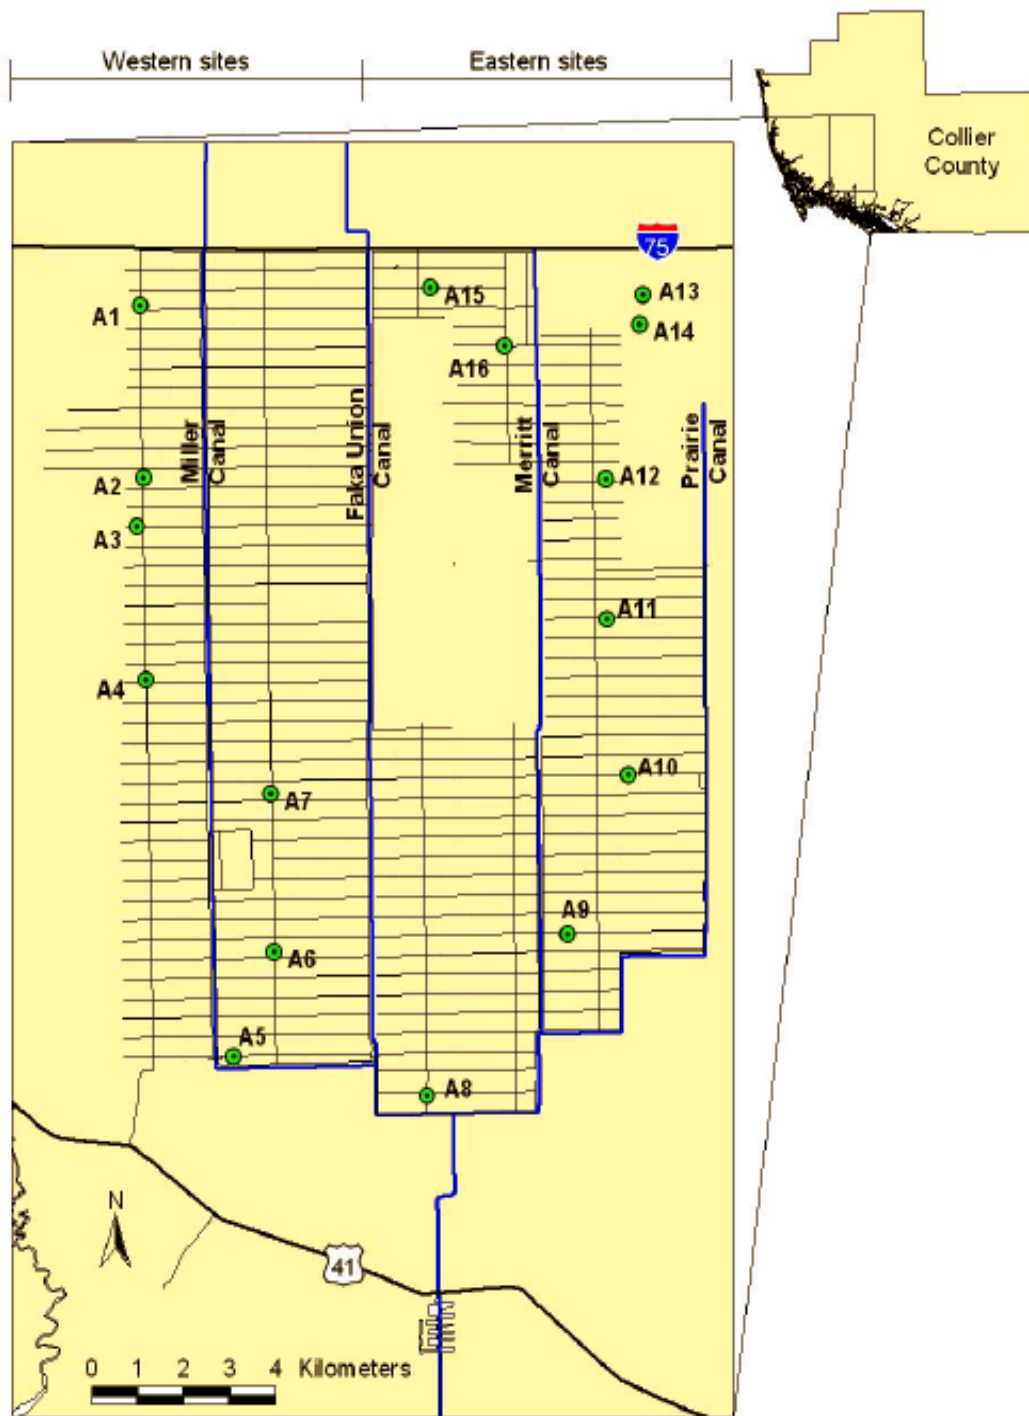 Western sites
Eastern sites
Collier
County
75
A1
A15
A13
A14
A16
Miller
Canal
Faka Union
Canal
Merritt
Canal
Prairie
Canal
A2
A12
A3
A11
A4
A10
A7
A9
A6
A5
A8
N
41
0 1 2 3 4 Kilometers